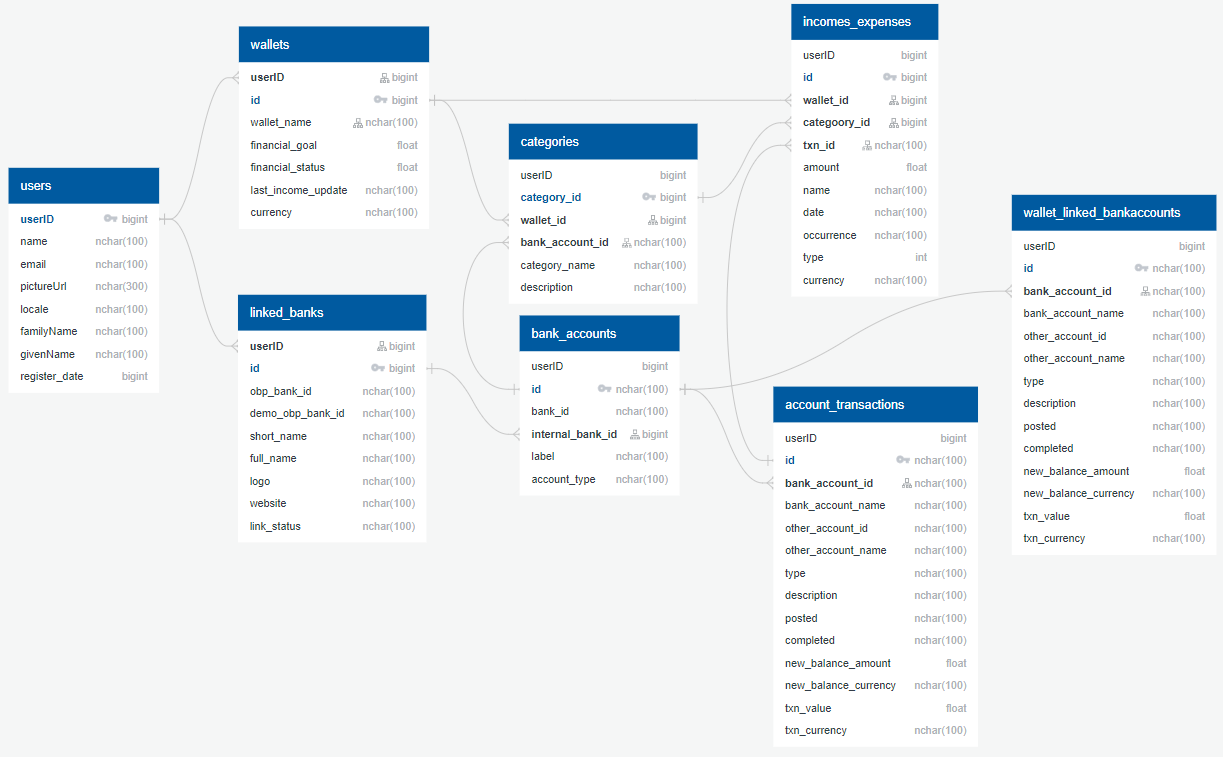 users
userID bigint
name nchar(100)
email nchar(100)
pictureUrl nchar(300)
locale nchar(100)
familyName nchar(100)
givenName nchar(100)
register_date bigint
wallets
userID bigint
id bigint
wallet_name nchar(100)
financial_goal float
financial_status float
last_income_update nchar(100)
currency nchar(100)
linked_banks
userID bigint
id bigint
obp_bank_id nchar(100)
demo_obp_bank_id nchar(100)
short_name nchar(100)
full_name nchar(100)
logo nchar(100)
website nchar(100)
link_status nchar(100)
categories
userID bigint
category_id bigint
wallet_id bigint
bank_account_id nchar(100)
category_name nchar(100)
description nchar(100)
bank_accounts
userID bigint
id nchar(100)
bank_id nchar(100)
internal_bank_id bigint
label nchar(100)
account_type nchar(100)
incomes_expenses
userID bigint
id bigint
wallet_id bigint
categoory_id bigint
txn_id nchar(100)
amount float
name nchar(100)
date nchar(100)
occurrence nchar(100)
type int
currency nchar(100)
account_transactions
userID bigint
id nchar(100)
bank_account_id nchar(100)
bank_account_name nchar(100)
other_account_id nchar(100)
other_account_name nchar(100)
type nchar(100)
description nchar(100)
posted nchar(100)
completed nchar(100)
new_balance_amount float
new_balance_currency nchar(100)
txn_value float
txn_currency nchar(100)
wallet_linked_bankaccounts
userID bigint
id nchar(100)
bank_account_id nchar(100)
bank_account_name nchar(100)
other_account_id nchar(100)
other_account_name nchar(100)
type nchar(100)
description nchar(100)
posted nchar(100)
completed nchar(100)
new_balance_amount float
new_balance_currency nchar(100)
txn_value float
txn_currency nchar(100)